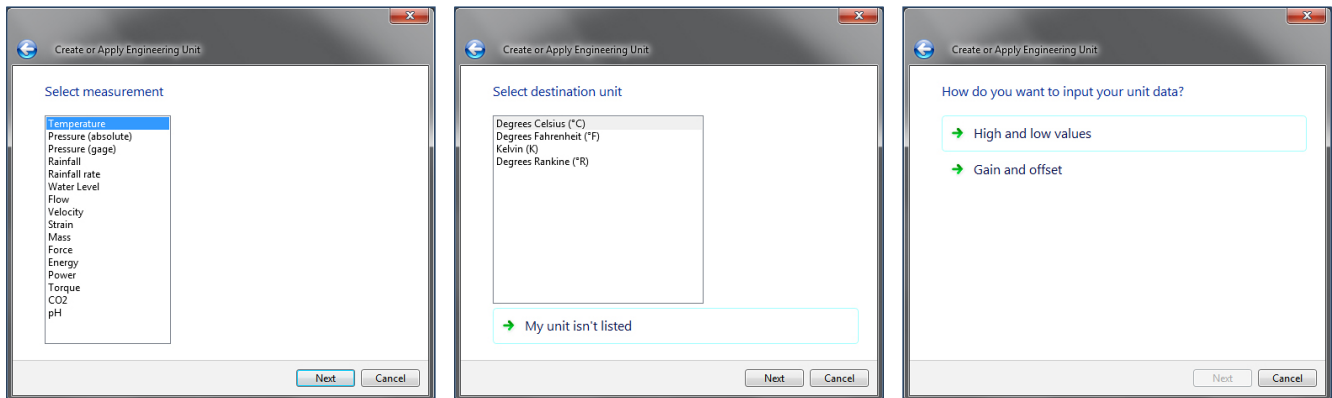 Create or Apply Engineering Unit
Select measurement
Temperature
Pressure (absolute)
Pressure (gage)
Rainfall
Rainfall rate
Water Level
Flow
Velocity
Strain
Mass
Force
Energy
Power
Torque
CO2
pH
Next
Cancel
Create or Apply Engineering Unit
Select destination unit
Degrees Celsius (°C)
Degrees Fahrenheit (°F)
Kelvin (K)
Degrees Rankine (°R)
My unit isn't listed
Next
Cancel
Create or Apply Engineering Unit
How do you want to input your unit data?
High and low values
Gain and offset
Next
Cancel